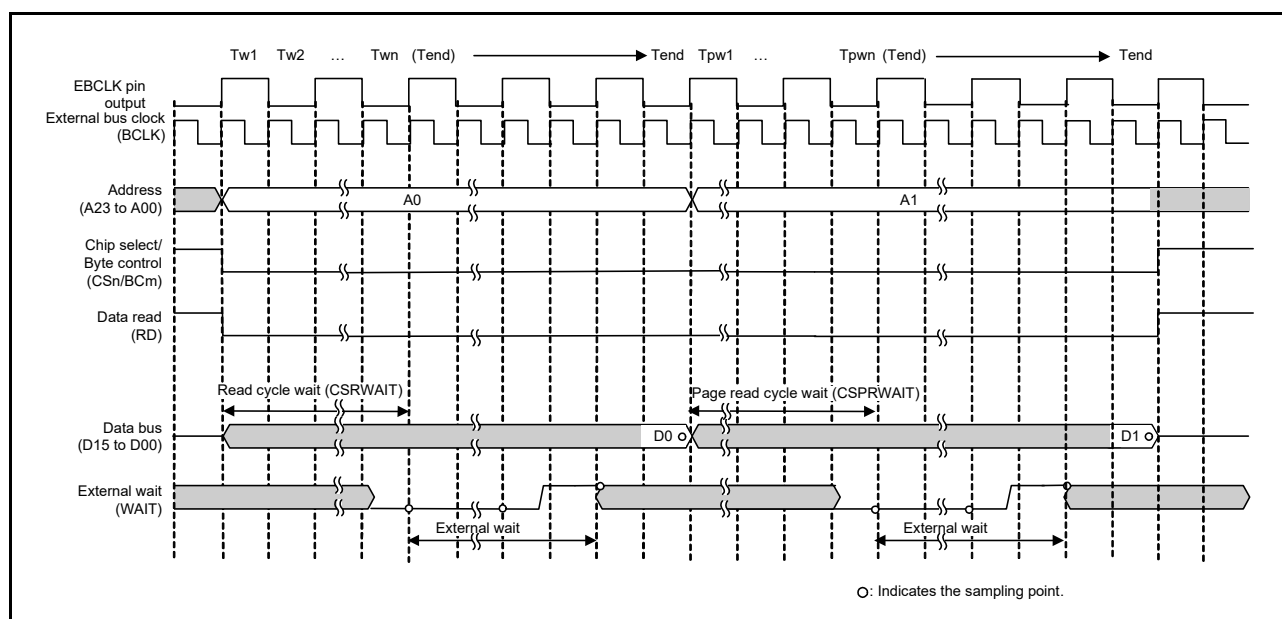 Tw1 Tw2 … Twn (Tend) Tend Tpw1 … Tpwn (Tend) Tend
EBCLK pin
output
External bus clock
(BCLK)
Address
(A23 to A00)
A0 A1
Chip select/
Byte control
(CSn/BCm)
Data read
(RD)
Read cycle wait (CSRWAIT) Page read cycle wait (CSPRWAIT)
Data bus
(D15 to D00)
D0 D1
External wait
(WAIT)
External wait External wait
: Indicates the sampling point.